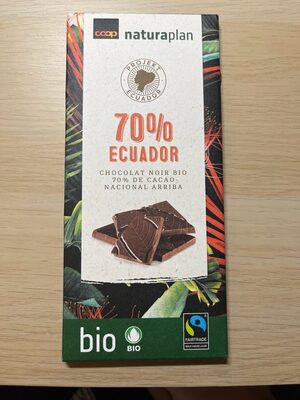 coop naturaplan
PROJEKT
ECUADOR
70%
ECUADOR
CHOCOLAT NOIR BIO
70% DE CACAO-
NACIONAL ARRIBA
bio
BIO
FAIRTRADE